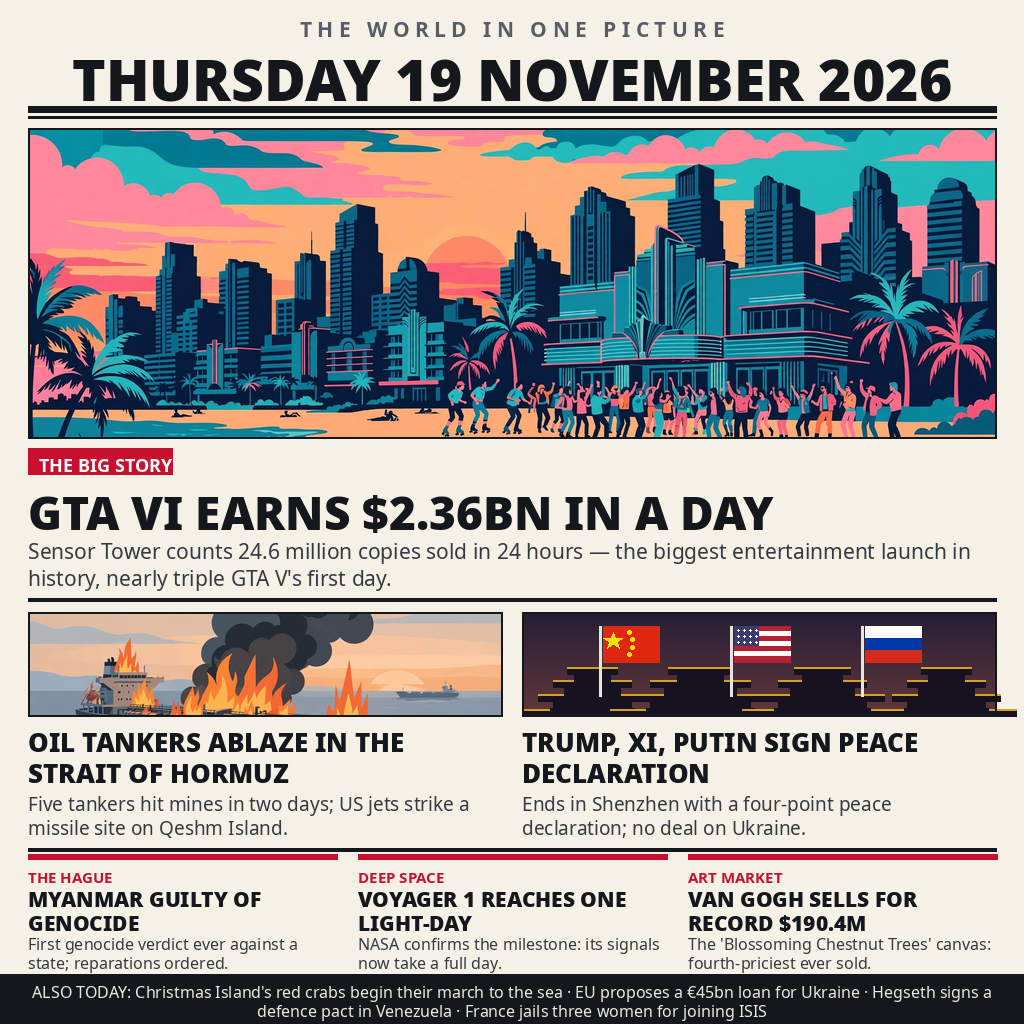 THE WORLD IN ONE PICTURE
THURSDAY 19 NOVEMBER 2026
THE BIG STORY
GTA VI EARNS $2.36BN IN A DAY
Sensor Tower counts 24.6 million copies sold in 24 hours — the biggest entertainment launch in
history, nearly triple GTA V's first day.
OIL TANKERS ABLAZE IN THE
STRAIT OF HORMUZ
Five tankers hit mines in two days; US jets strike a
missile site on Qeshm Island.
TRUMP, XI, PUTIN SIGN PEACE
DECLARATION
Ends in Shenzhen with a four-point peace
declaration; no deal on Ukraine.
THE HAGUE
MYANMAR GUILTY OF
GENOCIDE
First genocide verdict ever against a
state; reparations ordered.
DEEP SPACE
VOYAGER 1 REACHES ONE
LIGHT-DAY
NASA confirms the milestone: its signals
now take a full day.
ART MARKET
VAN GOGH SELLS FOR
RECORD $190.4M
The 'Blossoming Chestnut Trees' canvas:
fourth-priciest ever sold.
ALSO TODAY: Christmas Island's red crabs begin their march to the sea · EU proposes a €45bn loan for Ukraine · Hegseth signs a
defence pact in Venezuela · France jails three women for joining ISIS